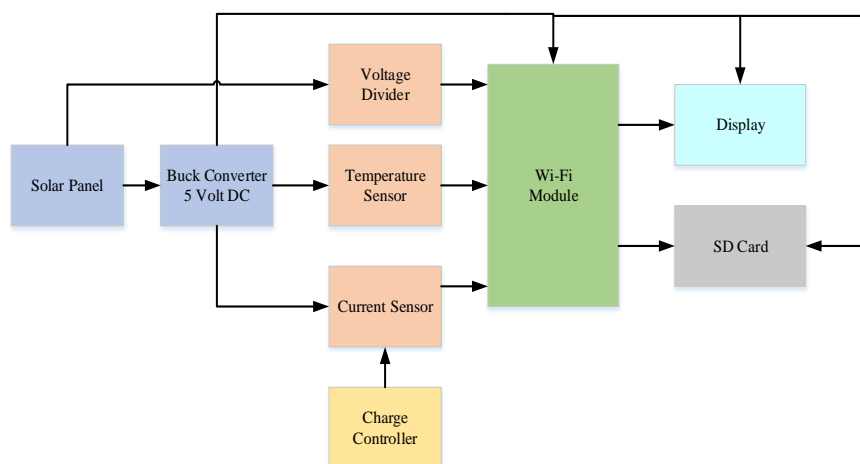 Voltage
Divider
Solar Panel
Buck Converter
5 Volt DC
Temperature
Sensor
Wi-Fi
Module
Display
Current Sensor
SD Card
Charge
Controller